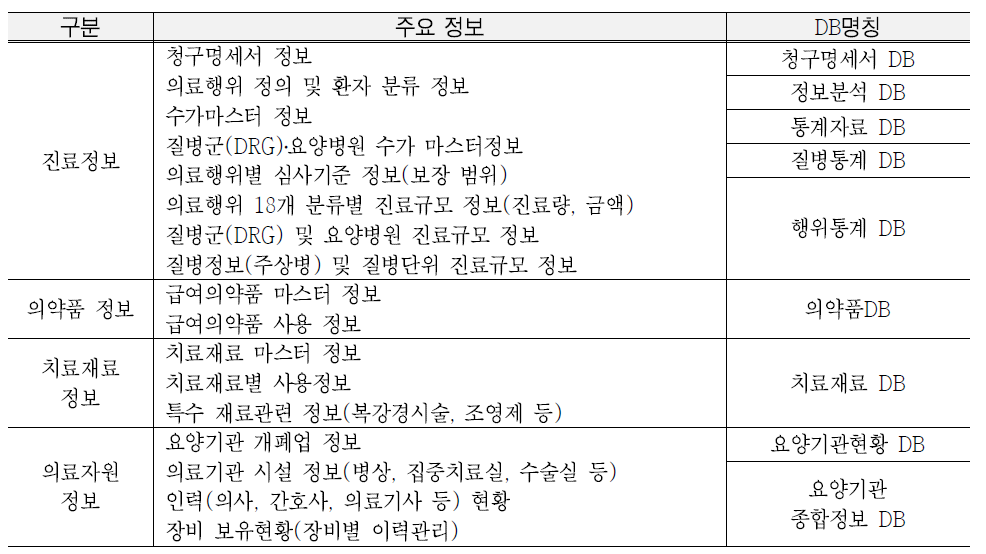 구분 주요 정보 DB명칭
진료정보
청구명세서 정보
의료행위 정의 및 환자 분류 정보
수가마스터 정보
질병군(DRG)·요양병원 수가 마스터정보
의료행위별 심사기준 정보(보장 범위)
의료행위 18개 분류별 진료규모 정보(진료량, 금액)
질병군(DRG) 및 요양병원 진료규모 정보
질병정보(주상병) 및 질병단위 진료규모 정보
청구명세서 DB
정보분석 DB
통계자료 DB
질병통계 DB
행위통계 DB
의약품 정보
급여의약품 마스터 정보
급여의약품 사용 정보
의약품DB
치료재료
정보
치료재료 마스터 정보
치료재료별 사용정보
특수 재료관련 정보(복강경시술, 조영제 등)
치료재료 DB
의료자원
정보
요양기관 개폐업 정보
의료기관 시설 정보(병상, 집중치료실, 수술실 등)
인력(의사, 간호사, 의료기사 등) 현황
장비 보유현황(장비별 이력관리)
요양기관현황 DB
요양기관
종합정보 DB